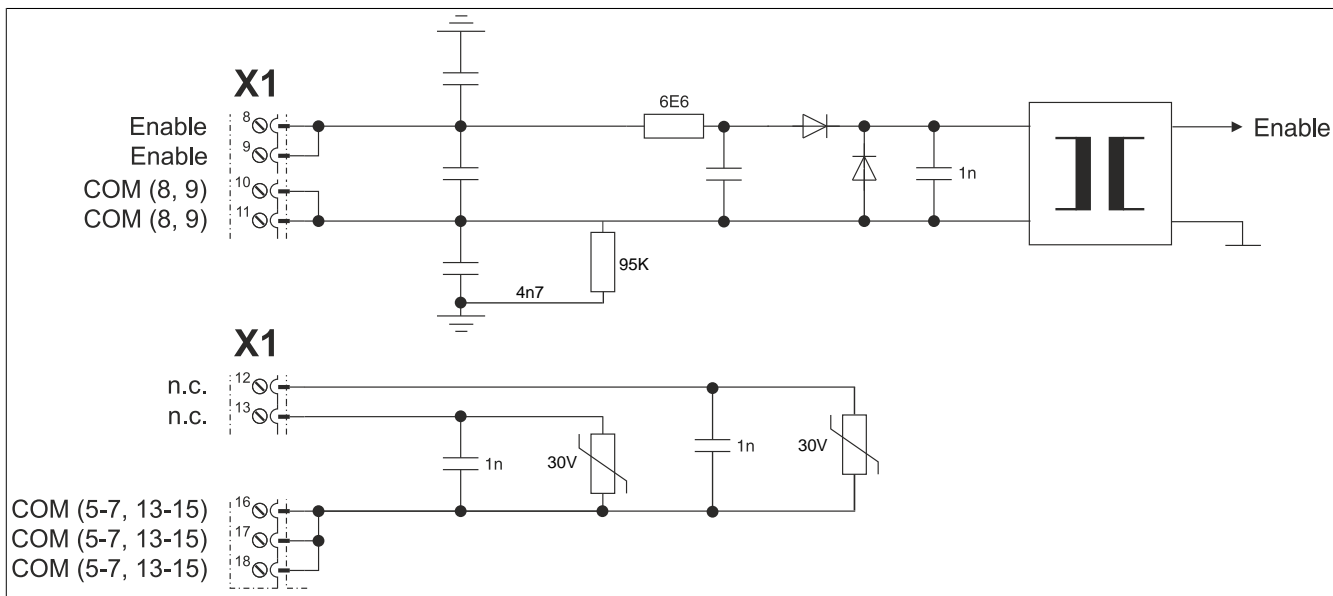 X1
8
Enable
6E6
Enable
9
Enable
10
COM (8, 9)
1n
11
COM (8, 9)
95K
4n7
X1
12
n.c.
13
n.c.
1n
30V
1n
30V
16
COM (5-7, 13-15)
17
COM (5-7, 13-15)
18
COM (5-7, 13-15)